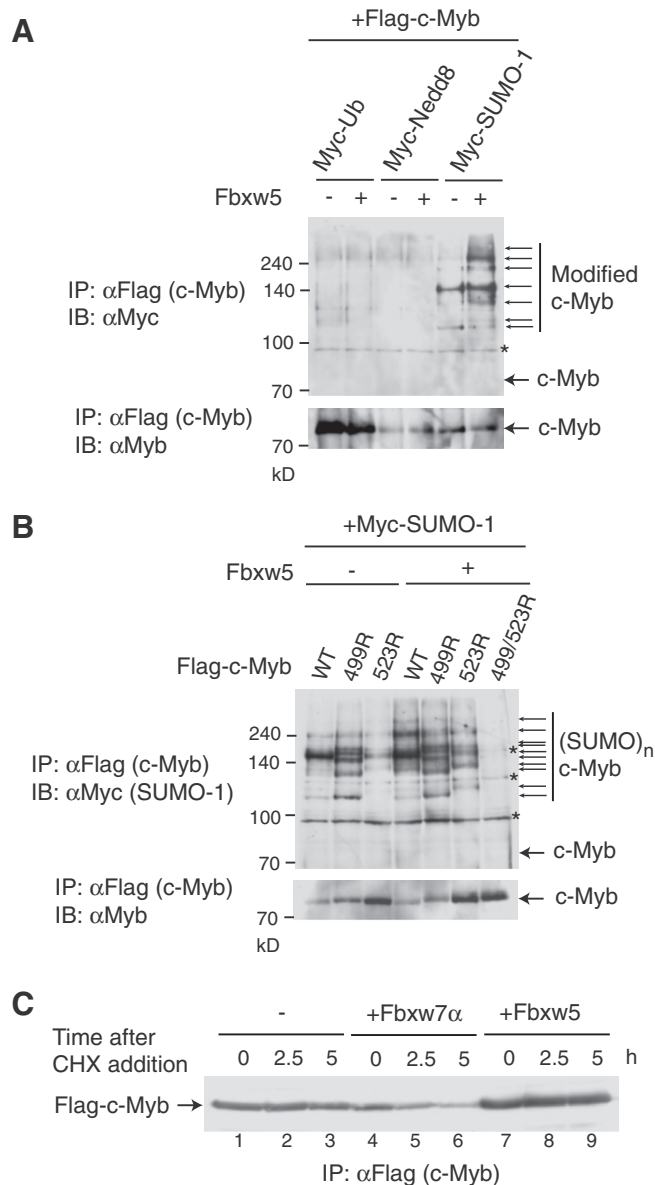 A
+Flag-c-Myb
Myc-Ub Myc-Nedd8 Myc-SUMO-1
Fbxw5 - + - + - +
240
140
100
70
IP: αFlag (c-Myb)
IB: αMyc
Modified
c-Myb
*
c-Myb
IP: αFlag (c-Myb)
IB: αMyb
70
kD
c-Myb
B
+Myc-SUMO-1
Fbxw5 - +
Flag-c-Myb WT 499R 523R WT 499R 523R 499/523R
240
140
100
70
IP: αFlag (c-Myb)
IB: αMyc (SUMO-1)
(SUMO)n
c-Myb
*
*
*
c-Myb
IP: αFlag (c-Myb)
IB: αMyb
70
kD
c-Myb
C
- +Fbxw7α +Fbxw5
Time after
CHX addition
0 2.5 5 0 2.5 5 0 2.5 5 h
Flag-c-Myb
1 2 3 4 5 6 7 8 9
IP: αFlag (c-Myb)